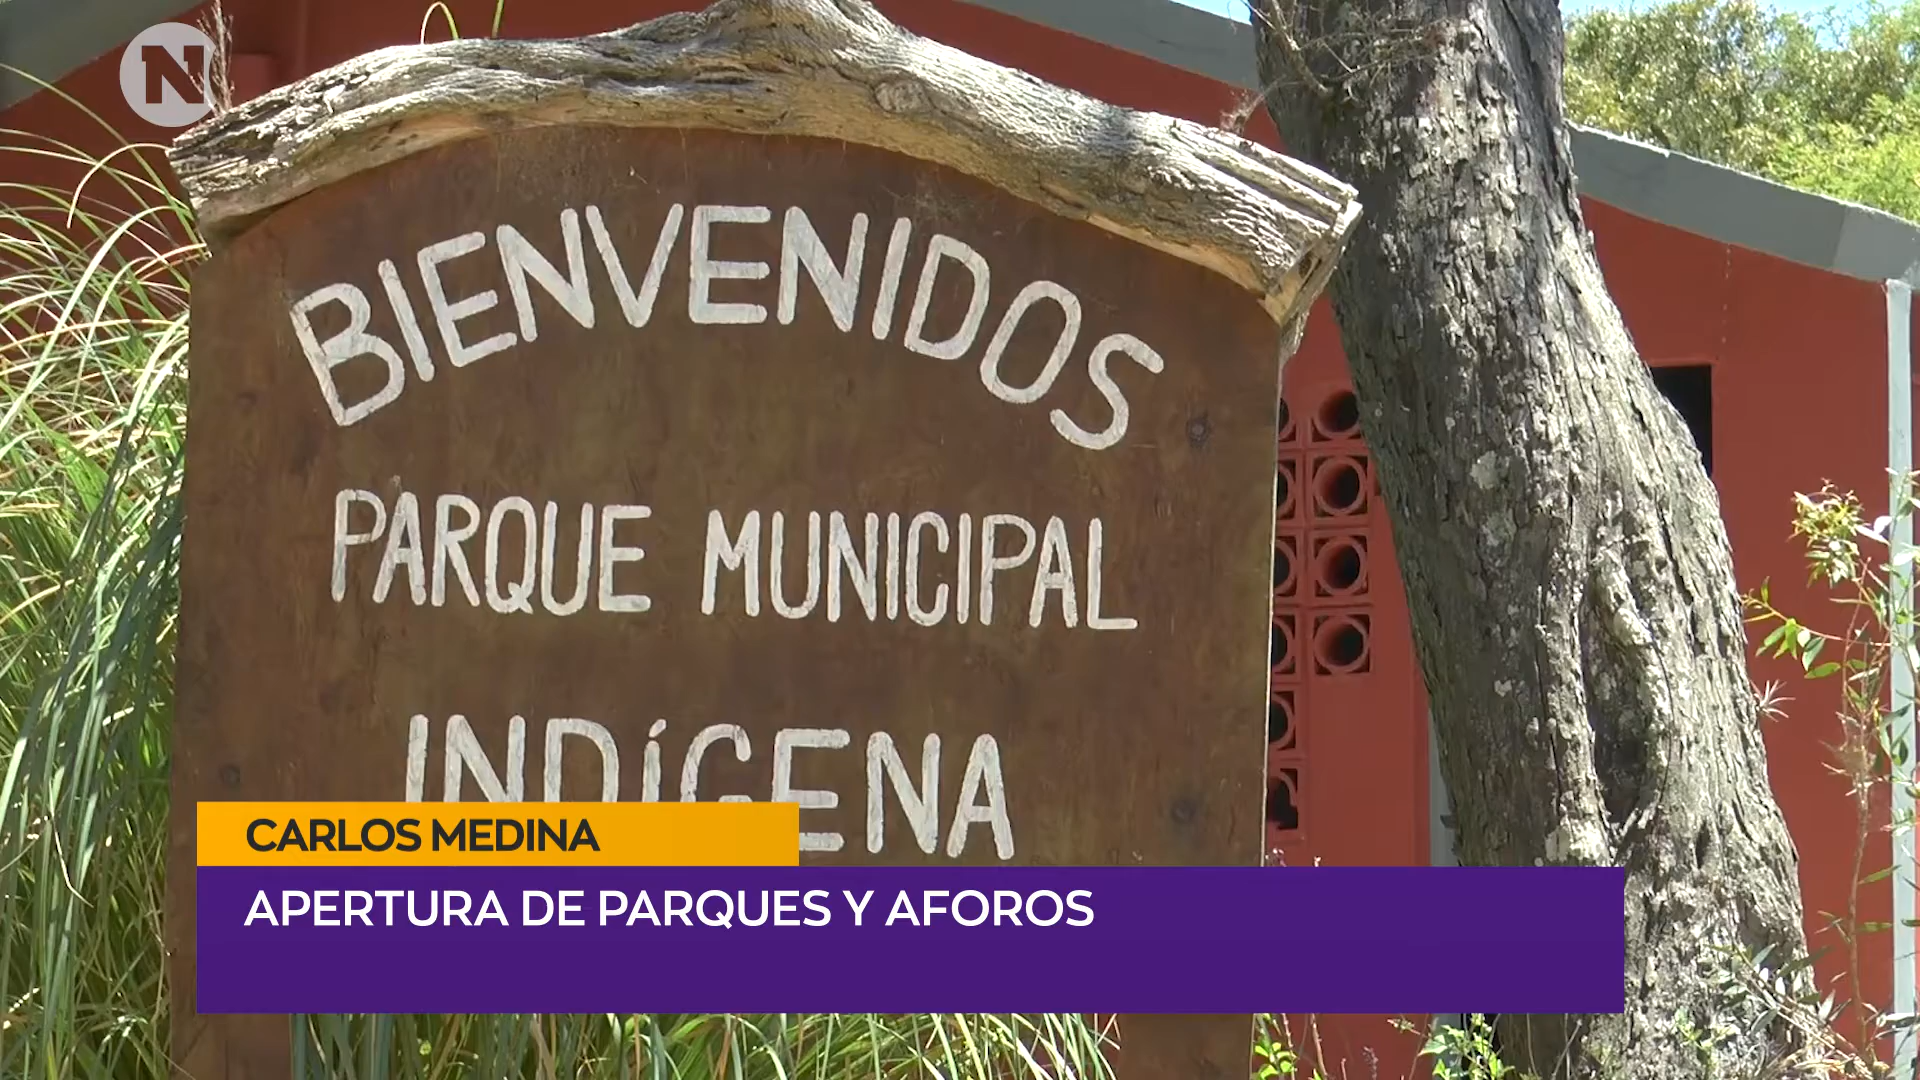 N
BIENVENIDOS
PARQUE MUNICIPAL
INDÍGENA
CARLOS MEDINA
APERTURA DE PARQUES Y AFOROS